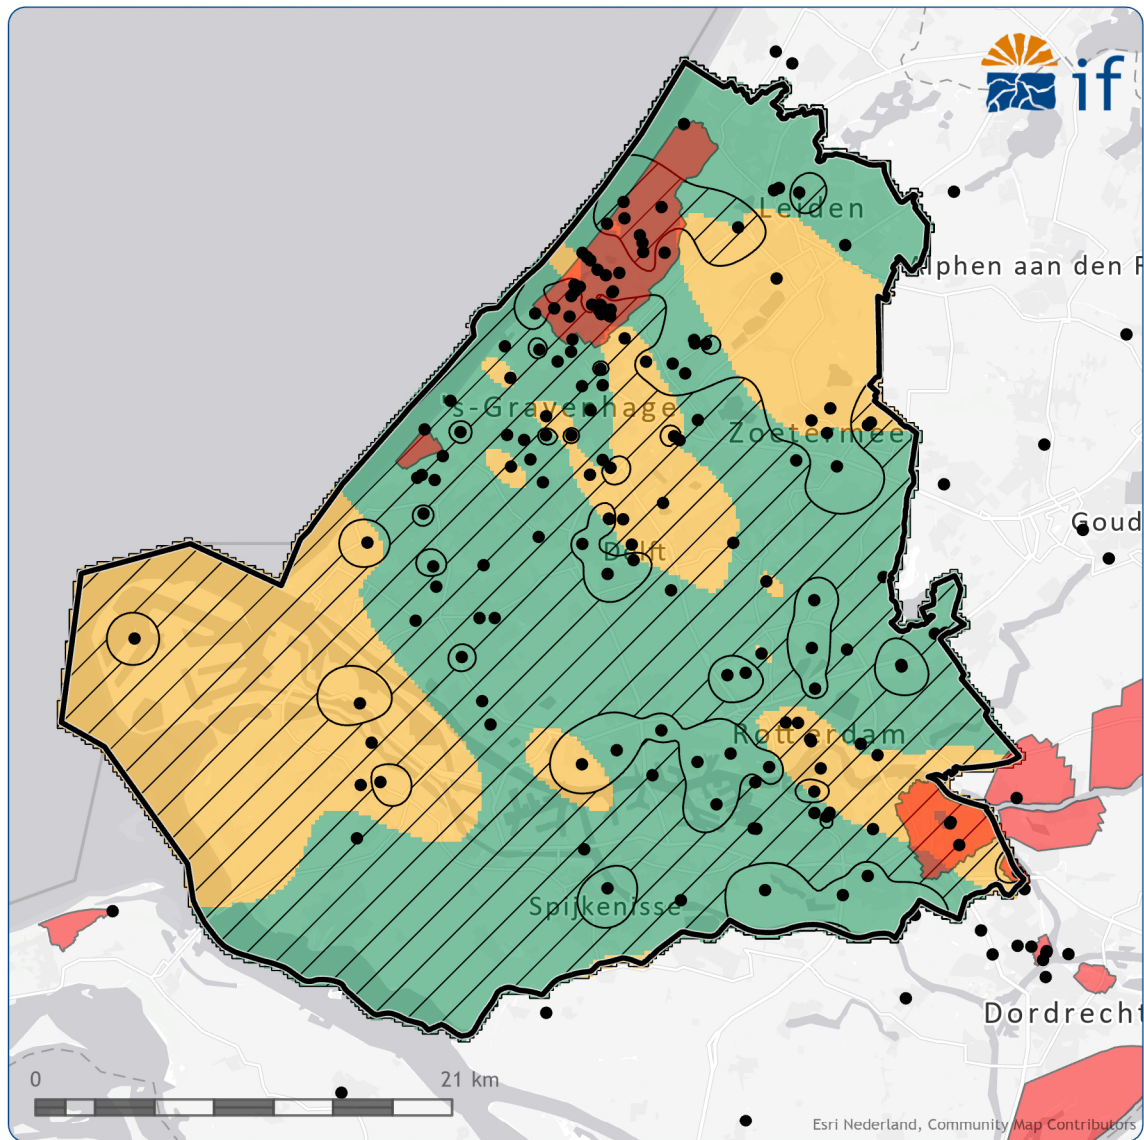 if
Leiden
lphen aan den R
's-Gravenhage
Zoetermeer
Goud
Delft
Rotterdam
Spijkenisse
Dordrecht
0
21 km
Esri Nederland, Community Map Contributors